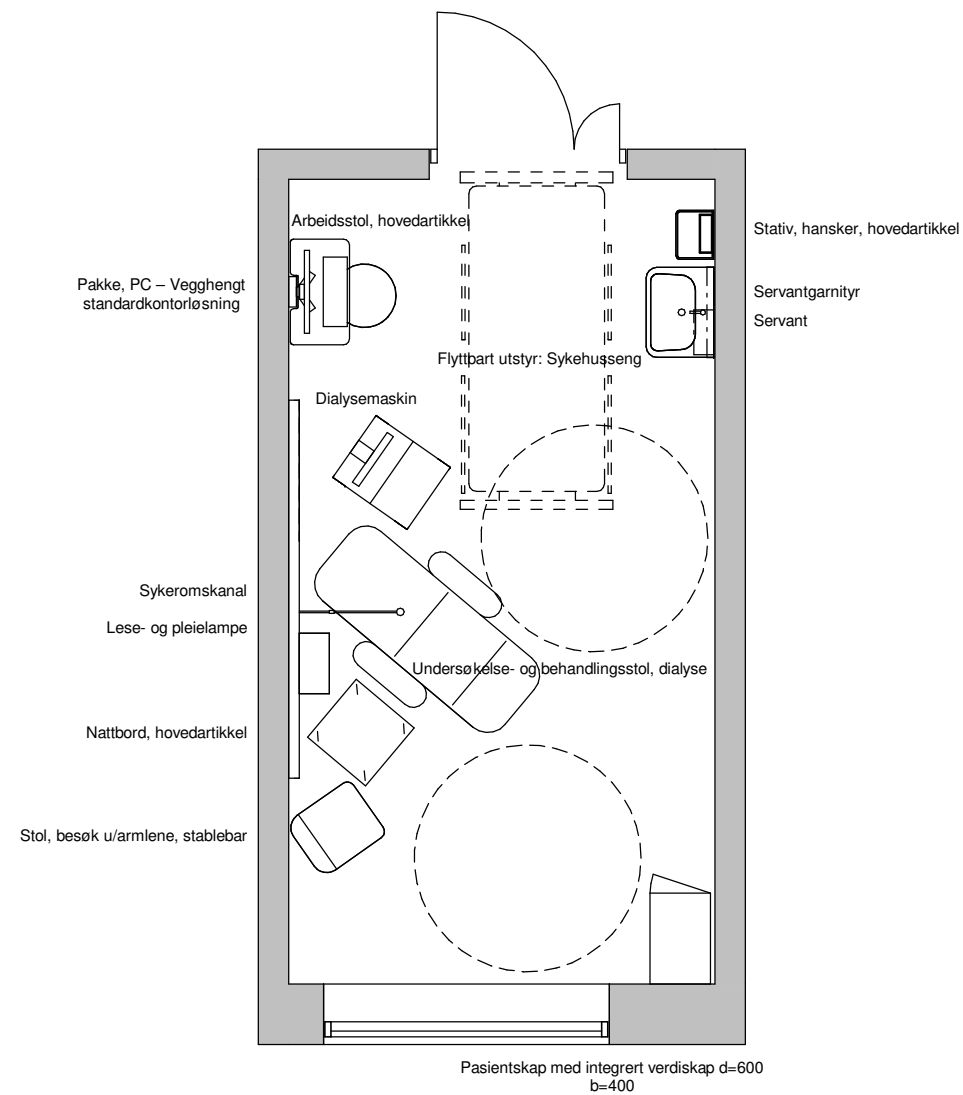 Arbeidsstol, hovedartikkel
Stativ, hansker, hovedartikkel
Pakke, PC – Vegghengt
standardkontorløsning
Servantgarnityr
Servant
Flyttbart utstyr: Sykehusseng
Dialysemaskin
Sykeromskanal
Lese- og pleielampe
Undersøkelse- og behandlingsstol, dialyse
Nattbord, hovedartikkel
Stol, besøk u/armlene, stablebar
Pasientskap med integrert verdiskap d=600
b=400